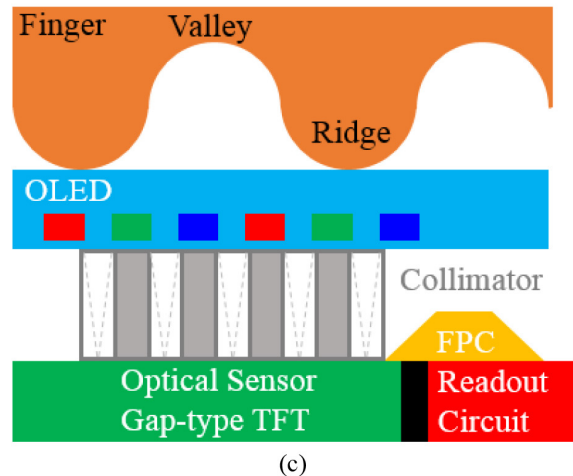 Finger
Valley
Ridge
OLED
Collimator
FPC
Optical Sensor
Gap-type TFT
Readout
Circuit
(c)